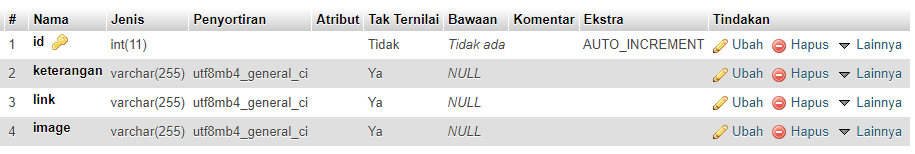 # Nama Jenis Penyortiran Atribut Tak Ternilai Bawaan Komentar Ekstra Tindakan
1 id int(11) Tidak Tidak ada AUTO_INCREMENT Ubah Hapus Lainnya
2 keterangan varchar(255) utf8mb4_general_ci Ya NULL Ubah Hapus Lainnya
3 link varchar(255) utf8mb4_general_ci Ya NULL Ubah Hapus Lainnya
4 image varchar(255) utf8mb4_general_ci Ya NULL Ubah Hapus Lainnya